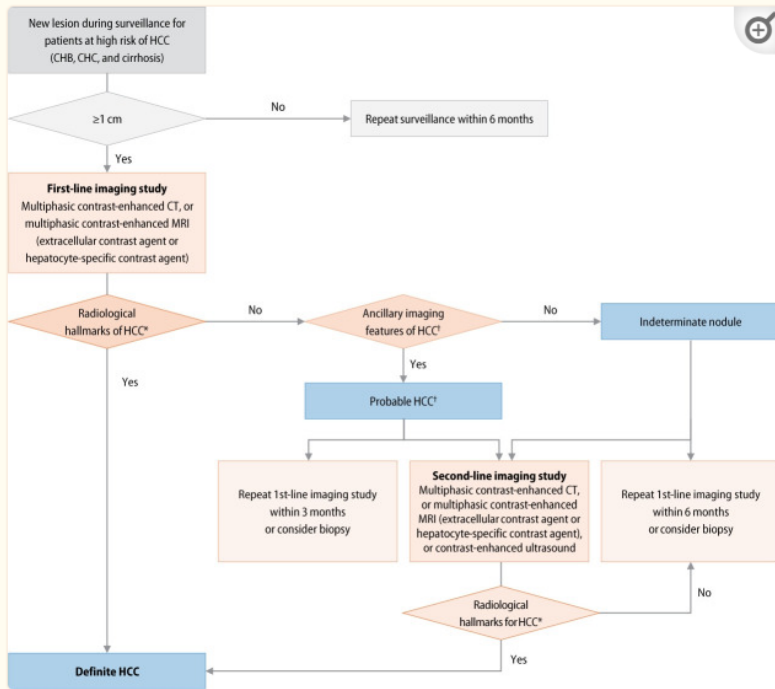 New lesion during surveillance for
patients at high risk of HCC
(CHB, CHC, and cirrhosis)
≥1 cm
No
Repeat surveillance within 6 months
Yes
First-line imaging study
Multiphasic contrast-enhanced CT, or
multiphasic contrast-enhanced MRI
(extracellular contrast agent or
hepatocyte-specific contrast agent)
Radiological
hallmarks of HCC*
No
Ancillary imaging
features of HCC†
No
Indeterminate nodule
Yes
Yes
Probable HCC†
Repeat 1st-line imaging study
within 3 months
or consider biopsy
Second-line imaging study
Multiphasic contrast-enhanced CT,
or multiphasic contrast-enhanced
MRI (extracellular contrast agent or
hepatocyte-specific contrast agent),
or contrast-enhanced ultrasound
Repeat 1st-line imaging study
within 6 months
or consider biopsy
Radiological
hallmarks for HCC*
No
Yes
Definite HCC